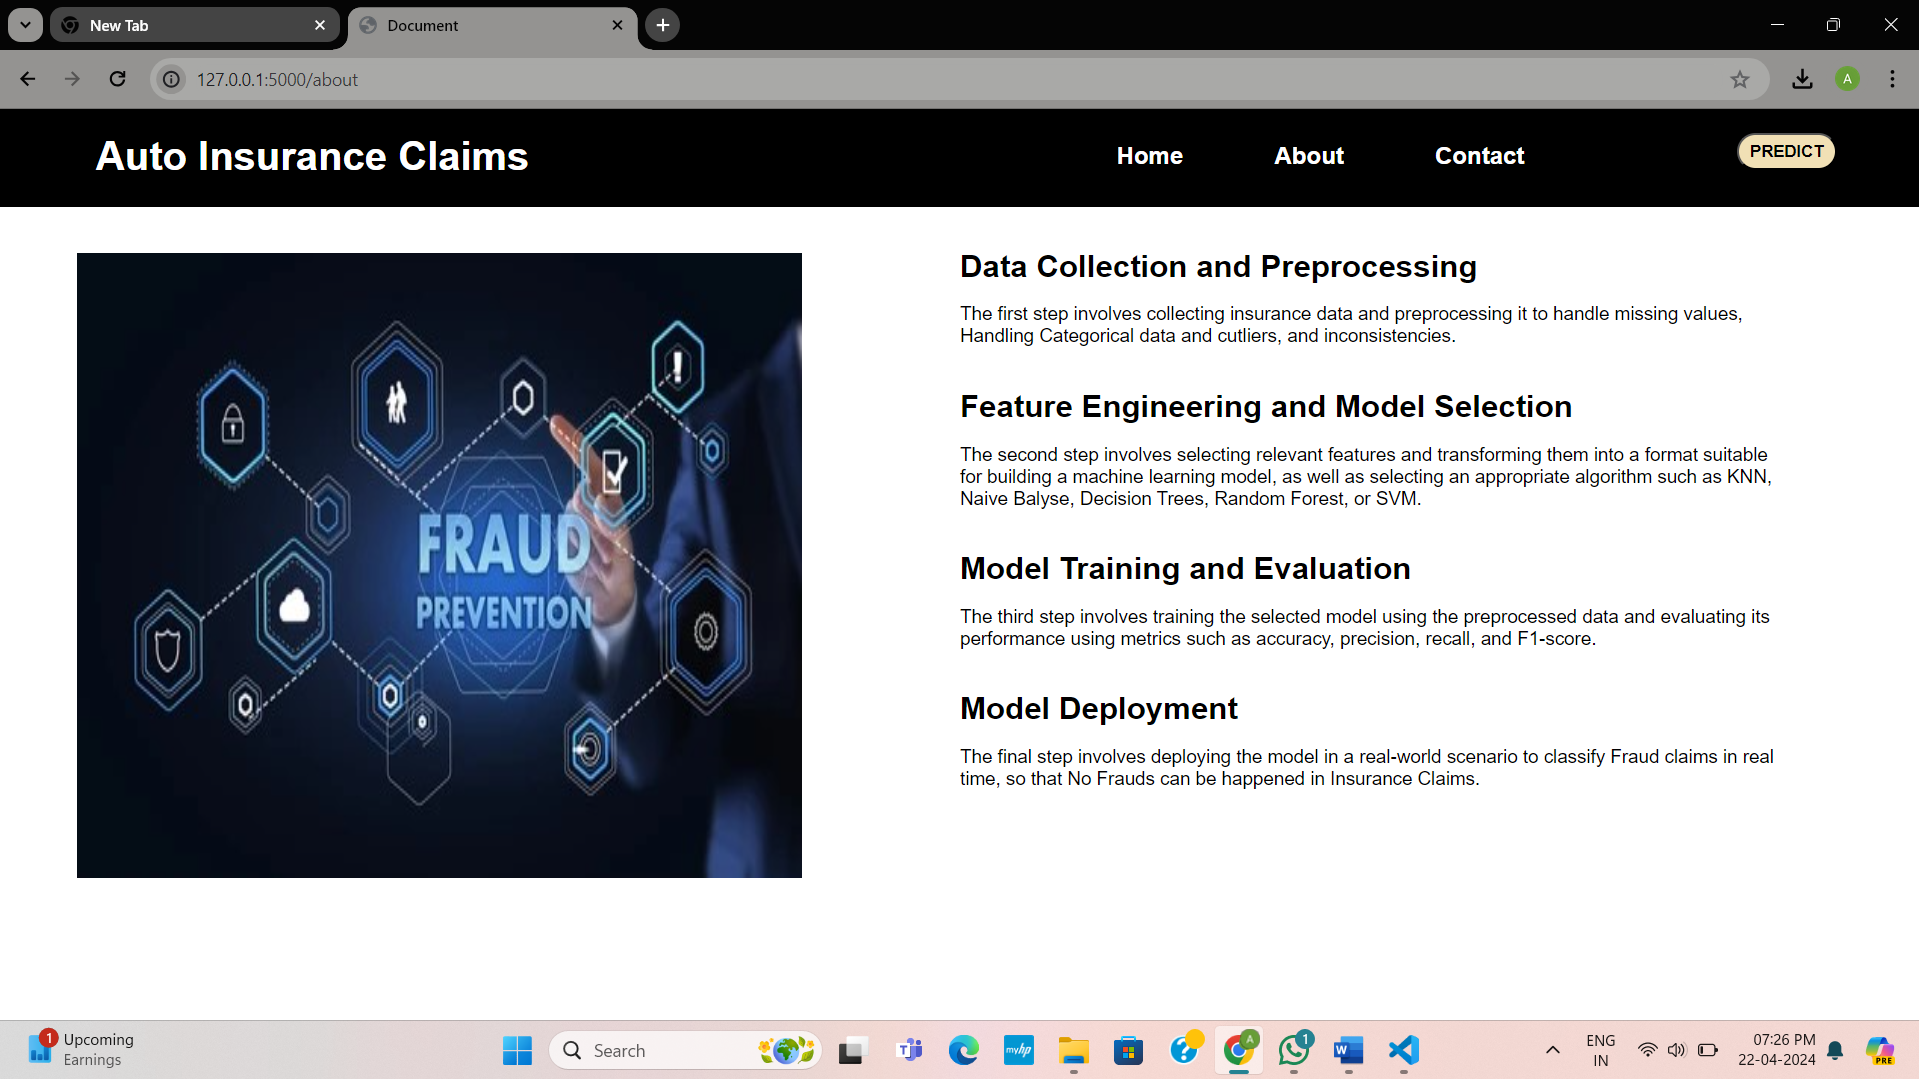 New Tab
Document
127.0.0.1:5000/about
A
Auto Insurance Claims
Home
About
Contact
PREDICT
FRAUD
PREVENTION
Data Collection and Preprocessing
The first step involves collecting insurance data and preprocessing it to handle missing values,
Handling Categorical data and cutliers, and inconsistencies.
Feature Engineering and Model Selection
The second step involves selecting relevant features and transforming them into a format suitable
for building a machine learning model, as well as selecting an appropriate algorithm such as KNN,
Naive Balyse, Decision Trees, Random Forest, or SVM.
Model Training and Evaluation
The third step involves training the selected model using the preprocessed data and evaluating its
performance using metrics such as accuracy, precision, recall, and F1-score.
Model Deployment
The final step involves deploying the model in a real-world scenario to classify Fraud claims in real
time, so that No Frauds can be happened in Insurance Claims.
1
Upcoming
Earnings
Search
T
myhp
?
A
1
W
ENG
IN
07:26 PM
22-04-2024
PRE